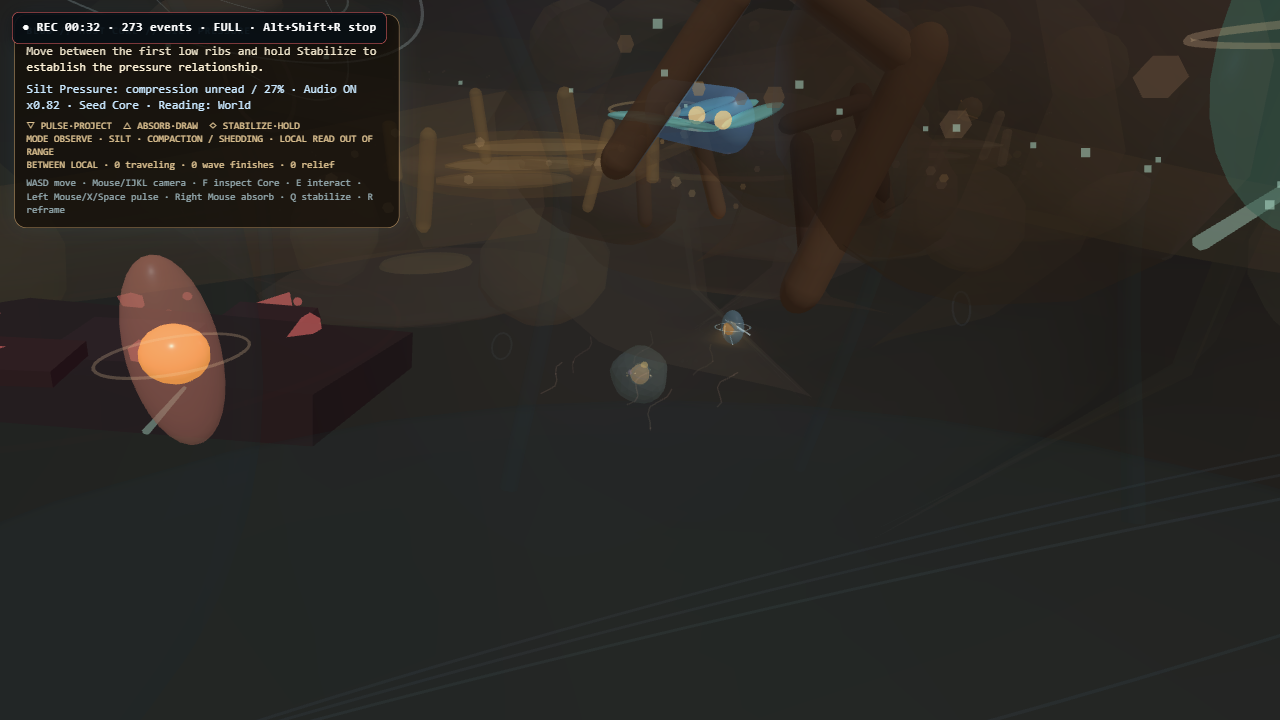 ● REC 00:32 · 273 events · FULL · Alt+Shift+R stop
Move between the first low ribs and hold Stabilize to
establish the pressure relationship.
Silt Pressure: compression unread / 27% · Audio ON
x0.82 · Seed Core · Reading: World
▽ PULSE·PROJECT △ ABSORB·DRAW ◇ STABILIZE·HOLD
MODE OBSERVE · SILT · COMPACTION / SHEDDING · LOCAL READ OUT OF
RANGE
BETWEEN LOCAL · 0 traveling · 0 wave finishes · 0 relief
WASD move · Mouse/IJKL camera · F inspect Core · E interact ·
Left Mouse/X/Space pulse · Right Mouse absorb · Q stabilize · R
reframe